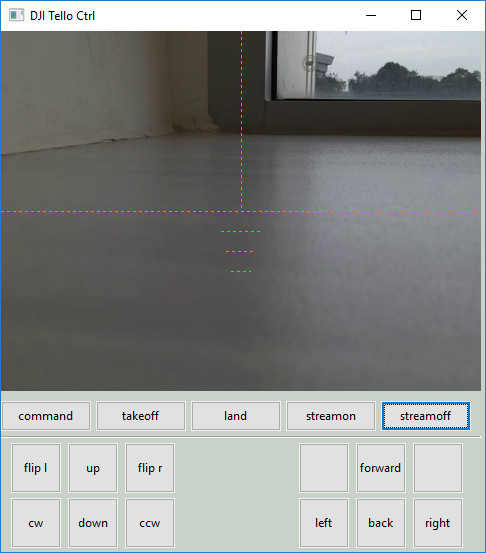 DJI Tello Ctrl
command takeoff land streamon streamoff
flip l up flip r forward
cw down ccw left back right